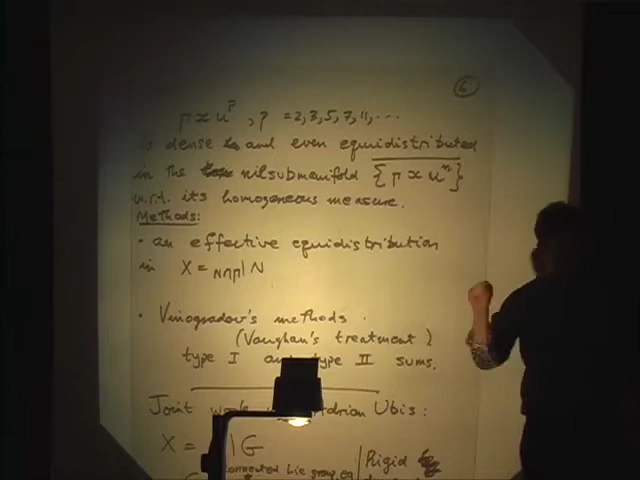 6.
p x u^p, p = 2,3,5,7,11,...
is dense and even equidistributed
in the nilsubmanifold {p x u^n}
w.r.t. its homogeneous measure.
Methods:
· an effective equidistribution
in X = N∩Γ|N
· Vinogradov's methods.
(Vaughan's treatment)
type I and type II sums.
Joint work Adrian Ubis:
X = |G
connected Lie group eq
Rigid